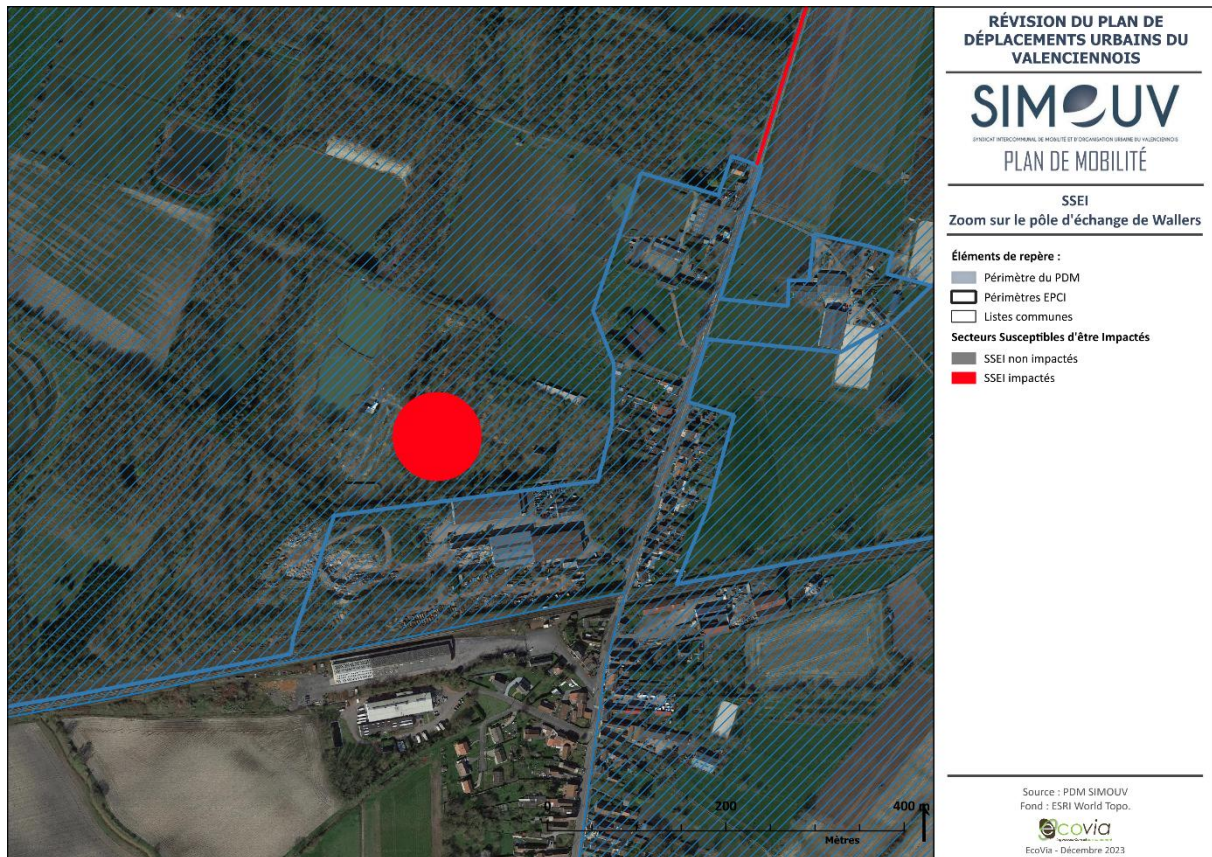 RÉVISION DU PLAN DE
DÉPLACEMENTS URBAINS DU
VALENCIENNOIS
SIMOUV
SYNDICAT INTERCOMMUNAL DE MOBILITÉ ET D'ORGANISATION URBAINE DU VALENCIENNOIS
PLAN DE MOBILITÉ
SSEI
Zoom sur le pôle d'échange de Wallers
Éléments de repère :
Périmètre du PDM
Périmètres EPCI
Listes communes
Secteurs Susceptibles d'être Impactés
SSEI non impactés
SSEI impactés
0 200 400 m
Mètres
Source : PDM SIMOUV
Fond : ESRI World Topo.
ecovia
EcoVia - Décembre 2023